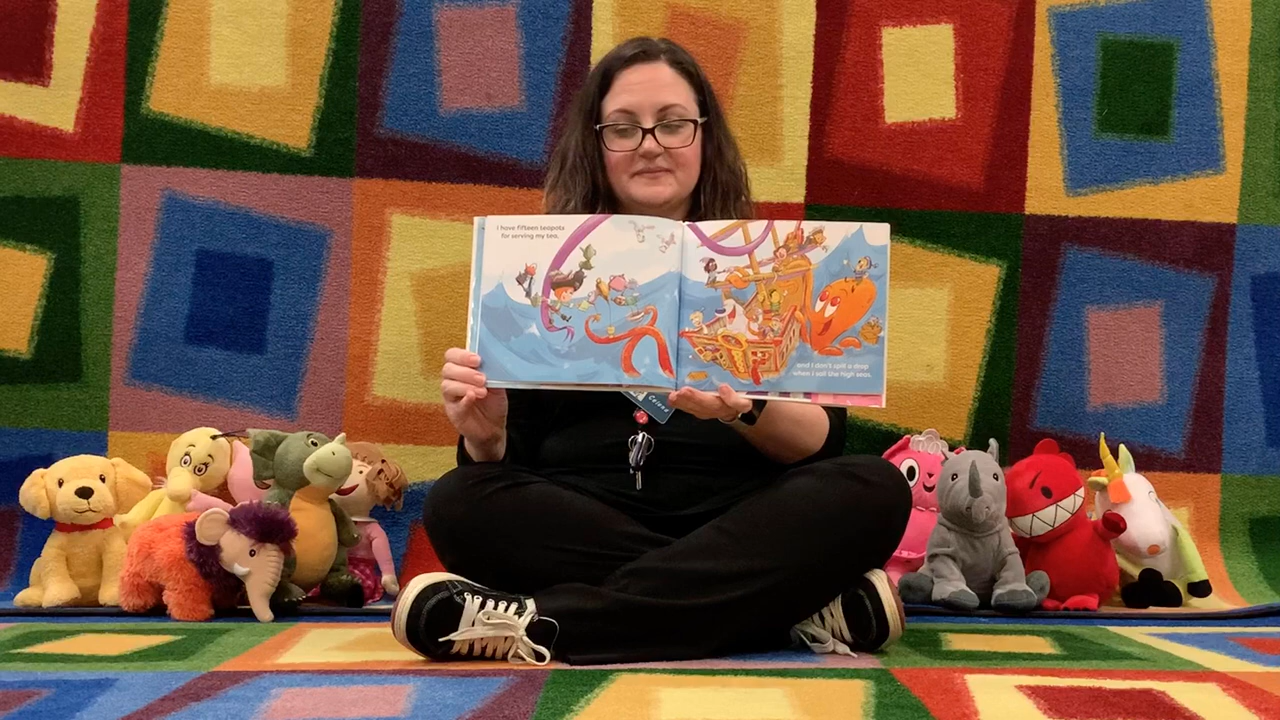 I have fifteen teapots
for serving my tea,
and I don't spill a drop
when I sail the high seas.